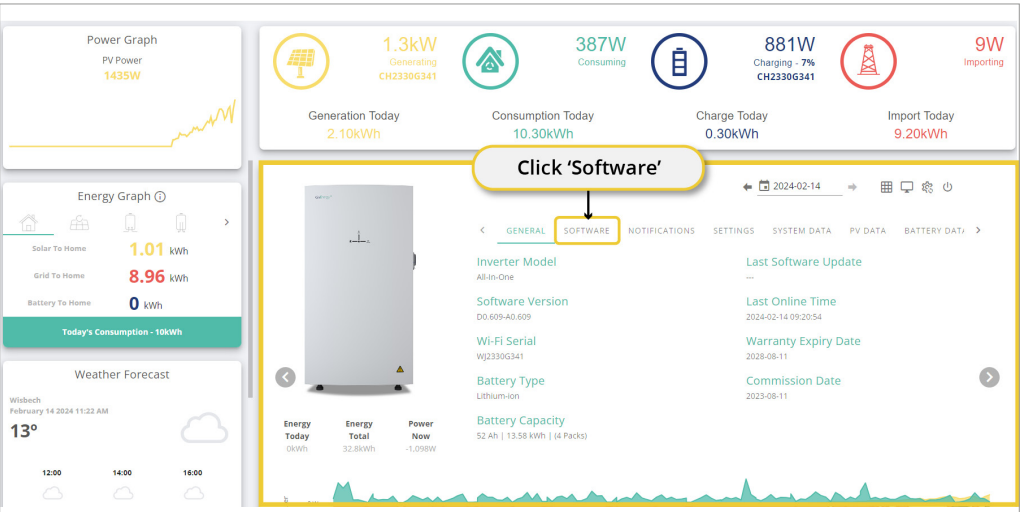 Power Graph
PV Power
1435W
1.3kW
Generating
CH2330G341
387W
Consuming
881W
Charging - 7%
CH2330G341
9W
Importing
Generation Today
2.10kWh
Consumption Today
10.30kWh
Charge Today
0.30kWh
Import Today
9.20kWh
Click ‘Software’
Energy Graph
Solar To Home
1.01 kWh
Grid To Home
8.96 kWh
Battery To Home
0 kWh
Today's Consumption - 10kWh
2024-02-14
GENERAL SOFTWARE NOTIFICATIONS SETTINGS SYSTEM DATA PV DATA BATTERY DATA
Inverter Model
All-In-One
Last Software Update
---
Software Version
D0.609-A0.609
Last Online Time
2024-02-14 09:20:54
Wi-Fi Serial
WJ2330G341
Warranty Expiry Date
2028-08-11
Battery Type
Lithium-ion
Commission Date
2023-08-11
Battery Capacity
52 Ah | 13.58 kWh | (4 Packs)
Energy Today
0kWh
Energy Total
32.8kWh
Power Now
-1,098W
Weather Forecast
Wisbech
February 14 2024 11:22 AM
13º
12:00 14:00 16:00